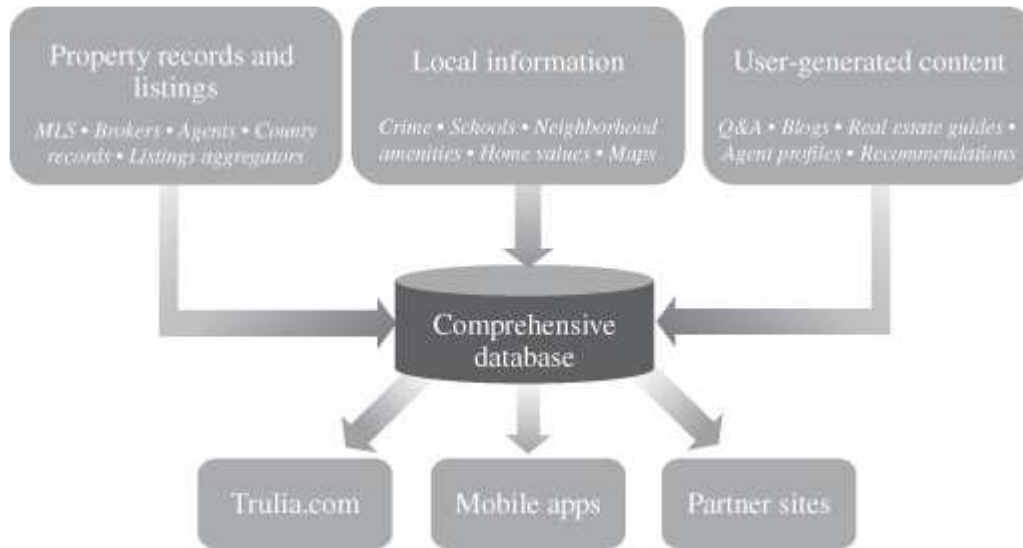 Property records and
listings
MLS • Brokers • Agents • County
records • Listings aggregators
Local information
Crime • Schools • Neighborhood
amenities • Home values • Maps
User-generated content
Q&A • Blogs • Real estate guides •
Agent profiles • Recommendations
Comprehensive
database
Trulia.com
Mobile apps
Partner sites